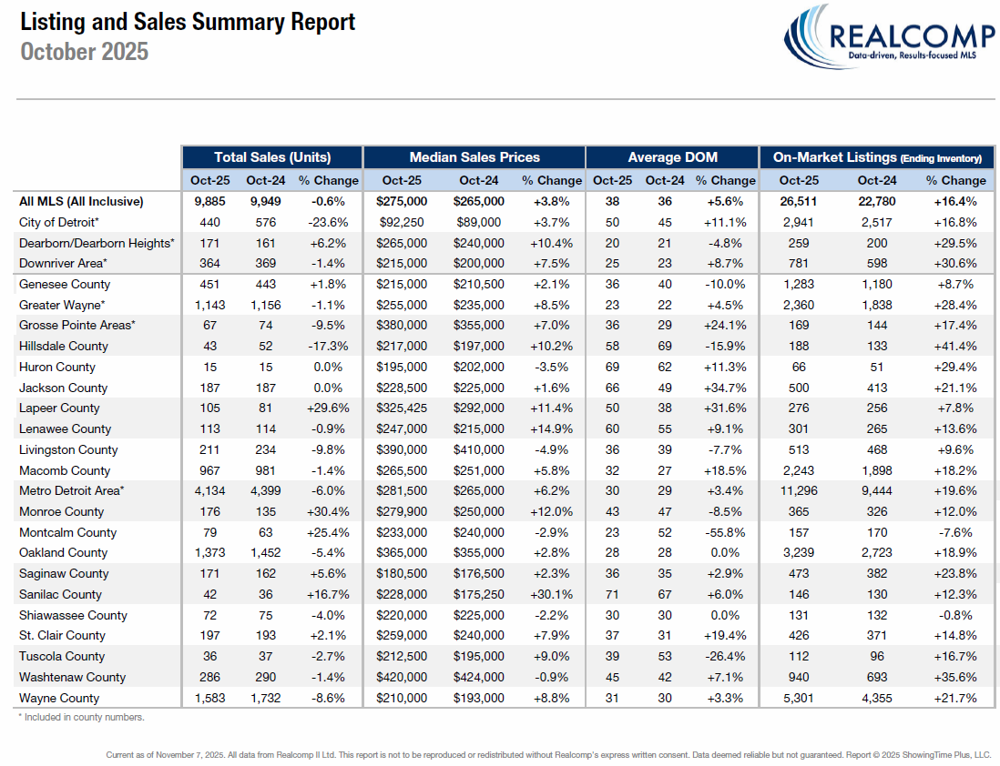 Listing and Sales Summary Report
October 2025
REALCOMP
Data-driven, Results-focused MLS
Total Sales (Units) Median Sales Prices Average DOM On-Market Listings (Ending Inventory)
Oct-25 Oct-24 % Change Oct-25 Oct-24 % Change Oct-25 Oct-24 % Change Oct-25 Oct-24 % Change
All MLS (All Inclusive) 9,885 9,949 -0.6% $275,000 $265,000 +3.8% 38 36 +5.6% 26,511 22,780 +16.4%
City of Detroit* 440 576 -23.6% $92,250 $89,000 +3.7% 50 45 +11.1% 2,941 2,517 +16.8%
Dearborn/Dearborn Heights* 171 161 +6.2% $265,000 $240,000 +10.4% 20 21 -4.8% 259 200 +29.5%
Downriver Area* 364 369 -1.4% $215,000 $200,000 +7.5% 25 23 +8.7% 781 598 +30.6%
Genesee County 451 443 +1.8% $215,000 $210,500 +2.1% 36 40 -10.0% 1,283 1,180 +8.7%
Greater Wayne* 1,143 1,156 -1.1% $255,000 $235,000 +8.5% 23 22 +4.5% 2,360 1,838 +28.4%
Grosse Pointe Areas* 67 74 -9.5% $380,000 $355,000 +7.0% 36 29 +24.1% 169 144 +17.4%
Hillsdale County 43 52 -17.3% $217,000 $197,000 +10.2% 58 69 -15.9% 188 133 +41.4%
Huron County 15 15 0.0% $195,000 $202,000 -3.5% 69 62 +11.3% 66 51 +29.4%
Jackson County 187 187 0.0% $228,500 $225,000 +1.6% 66 49 +34.7% 500 413 +21.1%
Lapeer County 105 81 +29.6% $325,425 $292,000 +11.4% 50 38 +31.6% 276 256 +7.8%
Lenawee County 113 114 -0.9% $247,000 $215,000 +14.9% 60 55 +9.1% 301 265 +13.6%
Livingston County 211 234 -9.8% $390,000 $410,000 -4.9% 36 39 -7.7% 513 468 +9.6%
Macomb County 967 981 -1.4% $265,500 $251,000 +5.8% 32 27 +18.5% 2,243 1,898 +18.2%
Metro Detroit Area* 4,134 4,399 -6.0% $281,500 $265,000 +6.2% 30 29 +3.4% 11,296 9,444 +19.6%
Monroe County 176 135 +30.4% $279,900 $250,000 +12.0% 43 47 -8.5% 365 326 +12.0%
Montcalm County 79 63 +25.4% $233,000 $240,000 -2.9% 23 52 -55.8% 157 170 -7.6%
Oakland County 1,373 1,452 -5.4% $365,000 $355,000 +2.8% 28 28 0.0% 3,239 2,723 +18.9%
Saginaw County 171 162 +5.6% $180,500 $176,500 +2.3% 36 35 +2.9% 473 382 +23.8%
Sanilac County 42 36 +16.7% $228,000 $175,250 +30.1% 71 67 +6.0% 146 130 +12.3%
Shiawassee County 72 75 -4.0% $220,000 $225,000 -2.2% 30 30 0.0% 131 132 -0.8%
St. Clair County 197 193 +2.1% $259,000 $240,000 +7.9% 37 31 +19.4% 426 371 +14.8%
Tuscola County 36 37 -2.7% $212,500 $195,000 +9.0% 39 53 -26.4% 112 96 +16.7%
Washtenaw County 286 290 -1.4% $420,000 $424,000 -0.9% 45 42 +7.1% 940 693 +35.6%
Wayne County 1,583 1,732 -8.6% $210,000 $193,000 +8.8% 31 30 +3.3% 5,301 4,355 +21.7%
* Included in county numbers.
Current as of November 7, 2025. All data from Realcomp II Ltd. This report is not to be reproduced or redistributed without Realcomp's express written consent. Data deemed reliable but not guaranteed. Report © 2025 ShowingTime Plus, LLC.